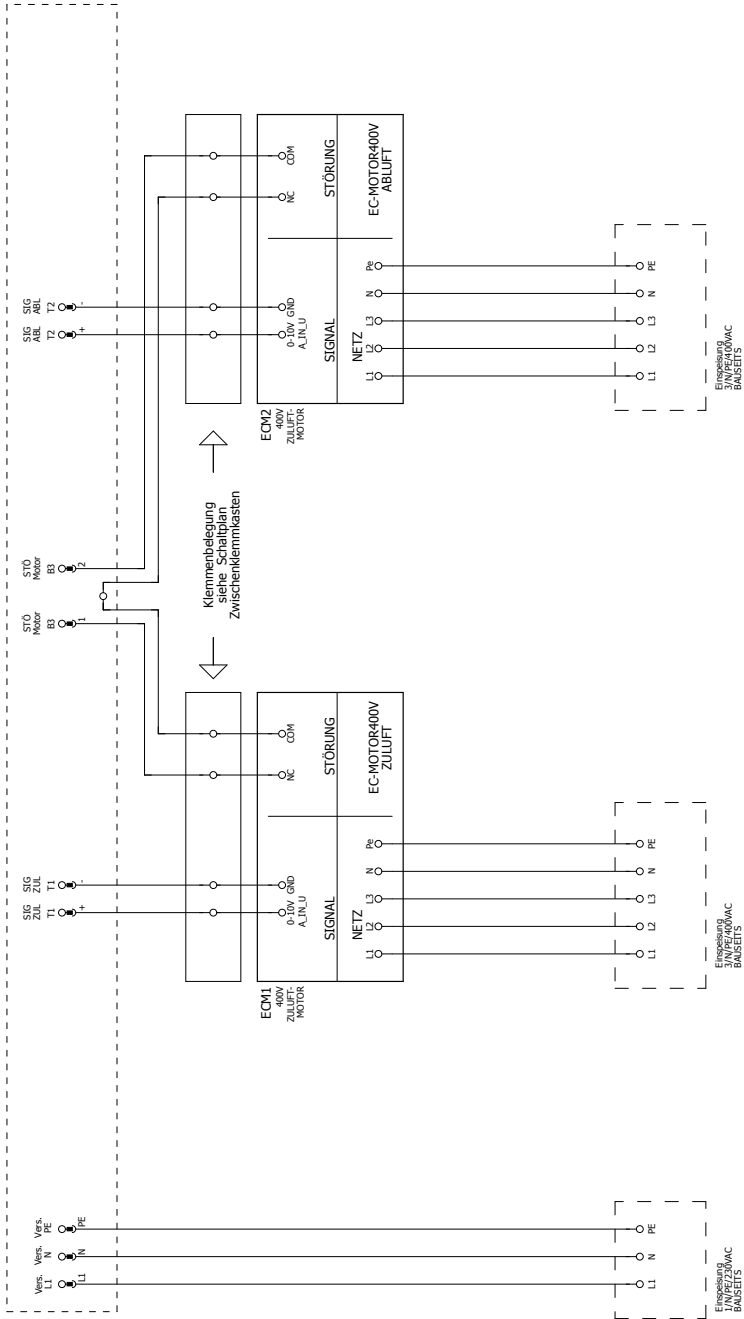 Vers.
L1
L1
Vers.
N
N
Vers.
PE
PE
SIG
ZUL
T1
+
SIG
ZUL
T1
-
STÖ
Motor
B3
1
STÖ
Motor
B3
2
SIG
ABL
T2
+
SIG
ABL
T2
-
Klemmenbelegung
siehe Schaltplan
Zwischenklemmkasten
ECM1
400V
ZULUFT-
MOTOR
0-10V
A_IN_U
GND
NC
COM
SIGNAL
STÖRUNG
NETZ
L1
L2
L3
N
Pe
EC-MOTOR400V
ZULUFT
ECM2
400V
ZULUFT-
MOTOR
0-10V
A_IN_U
GND
NC
COM
SIGNAL
STÖRUNG
NETZ
L1
L2
L3
N
Pe
EC-MOTOR400V
ABLUFT
L1
N
PE
Einspeisung
1/N/PE/230VAC
BAUSEITS
L1
L2
L3
N
PE
Einspeisung
3/N/PE/400VAC
BAUSEITS
L1
L2
L3
N
PE
Einspeisung
3/N/PE/400VAC
BAUSEITS